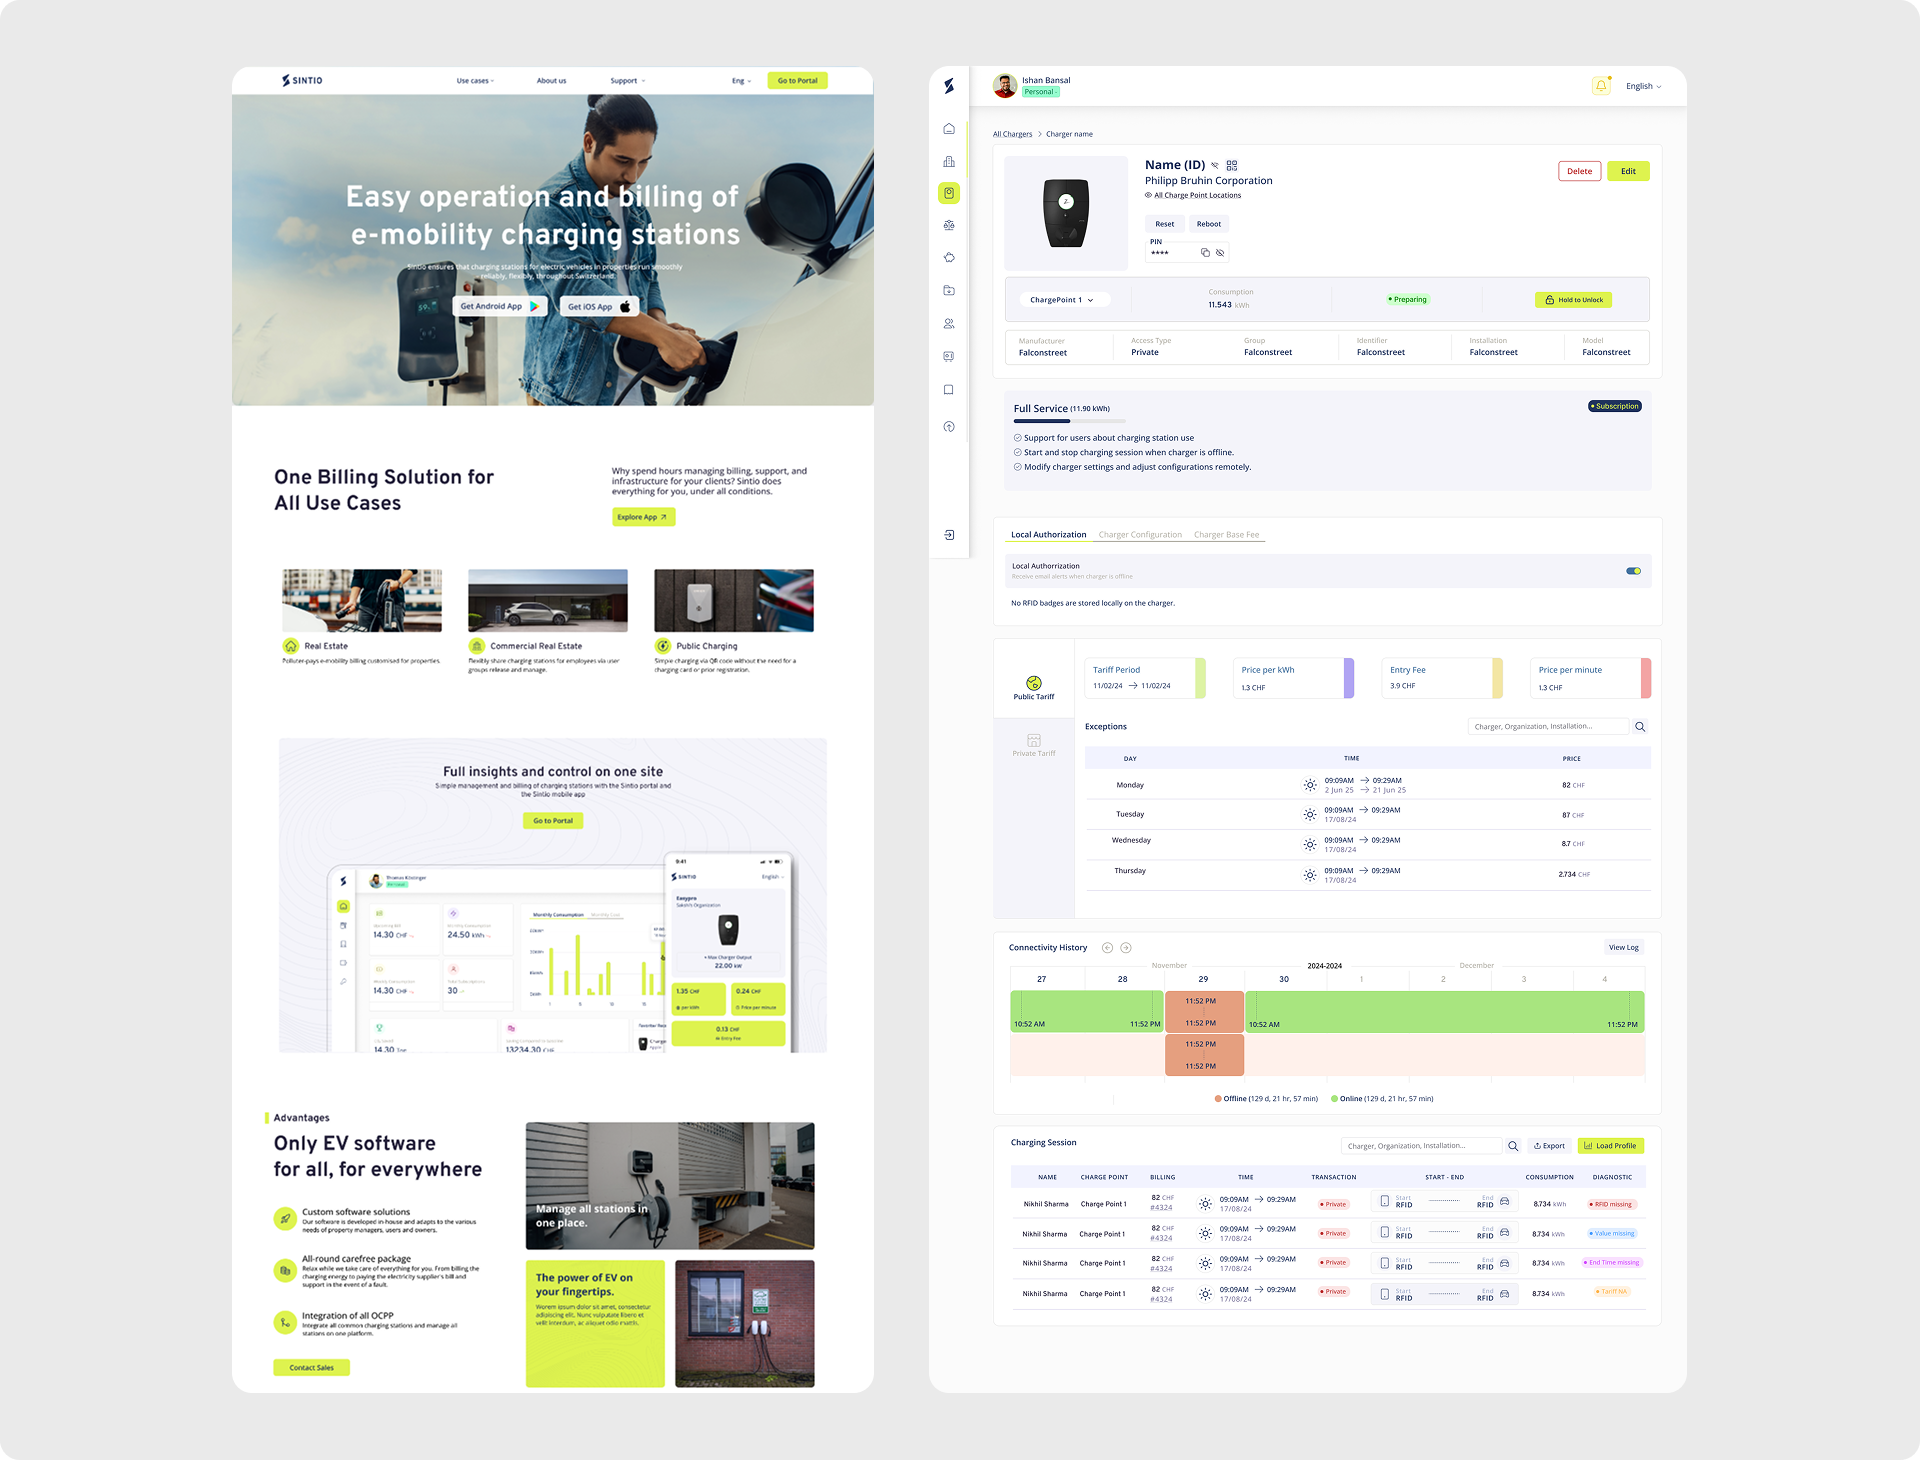 SINTIO
Use cases
About us
Support
Eng
Go to Portal
Easy operation and billing of
e-mobility charging stations
Sintio ensures that charging stations for electric vehicles in properties run smoothly
reliably, flexibly, throughout Switzerland.
Get Android App
Get iOS App
One Billing Solution for
All Use Cases
Why spend hours managing billing, support, and
infrastructure for your clients? Sintio does
everything for you, under all conditions.
Explore App
Real Estate
Polluter-pays e-mobility billing customised for properties.
Commercial Real Estate
Flexibly share charging stations for employees via user
groups release and manage.
Public Charging
Simple charging via QR code without the need for a
charging card or prior registration.
Full insights and control on one site
Simple management and billing of charging stations with the Sintio portal and
the Sintio mobile app
Go to Portal
14.30 CHF
24.50 kWh
14.30 CHF
30
14.30
13234.30 CHF
Monthly Consumption
Monthly Cost
9:41
SINTIO
English
Easypro
Sakshi's Organization
Max Charger Output
22.00 kW
1.35 CHF
per kWh
0.24 CHF
Price per minute
0.13 CHF
Entry Fee
Advantages
Only EV software
for all, for everywhere
Custom software solutions
Our software is developed in house and adapts to the various
needs of property managers, users and owners.
All-round carefree package
Relax while we take care of everything for you. From billing the
charging energy to paying the electricity supplier's bill and
support in the event of a fault.
Integration of all OCPP
Integrate all common charging stations and manage all
stations on one platform.
Contact Sales
Manage all stations in
one place.
The power of EV on
your fingertips.
Worem ipsum dolor sit amet, consectetur
adipiscing elit. Nunc vulputate libero et
velit interdum, ac aliquet odio mattis.
Ishan Bansal
Personal
English
All Chargers > Charger name
Name (ID)
Philipp Bruhin Corporation
All Charge Point Locations
Delete
Edit
Reset
Reboot
PIN
****
ChargePoint 1
Consumption
11.543 kWh
Preparing
Hold to Unlock
Manufacturer
Falconstreet
Access Type
Private
Group
Falconstreet
Identifier
Falconstreet
Installation
Falconstreet
Model
Falconstreet
Full Service (11.90 kWh)
Subscription
Support for users about charging station use
Start and stop charging session when charger is offline.
Modify charger settings and adjust configurations remotely.
Local Authorization
Charger Configuration
Charger Base Fee
Local Authorrization
Receive email alerts when charger is offline
No RFID badges are stored locally on the charger.
Public Tariff
Private Tariff
Tariff Period
11/02/24 → 11/02/24
Price per kWh
1.3 CHF
Entry Fee
3.9 CHF
Price per minute
1.3 CHF
Exceptions
Charger, Organization, Installation...
DAY TIME PRICE
Monday 09:09AM → 09:29AM 82 CHF
2 Jun 25 → 21 Jun 25
Tuesday 09:09AM → 09:29AM 87 CHF
17/08/24
Wednesday 09:09AM → 09:29AM 8.7 CHF
17/08/24
Thursday 09:09AM → 09:29AM 2.734 CHF
17/08/24
Connectivity History
View Log
November 2024-2024 December
27 28 29 30 1 2 3 4
11:52 PM
10:52 AM 11:52 PM 11:52 PM 10:52 AM 11:52 PM
11:52 PM
11:52 PM
Offline (129 d, 21 hr, 57 min) Online (129 d, 21 hr, 57 min)
Charging Session
Charger, Organization, Installation...
Export
Load Profile
NAME CHARGE POINT BILLING TIME TRANSACTION START - END CONSUMPTION DIAGNOSTIC
Nikhil Sharma Charge Point 1 82 CHF #4324 09:09AM → 09:29AM 17/08/24 Private Start RFID End RFID 8.734 kWh RFID missing
Nikhil Sharma Charge Point 1 82 CHF #4324 09:09AM → 09:29AM 17/08/24 Private Start RFID End RFID 8.734 kWh Value missing
Nikhil Sharma Charge Point 1 82 CHF #4324 09:09AM → 09:29AM 17/08/24 Private Start RFID End RFID 8.734 kWh End Time missing
Nikhil Sharma Charge Point 1 82 CHF #4324 09:09AM → 09:29AM 17/08/24 Private Start RFID End RFID 8.734 kWh Tariff NA